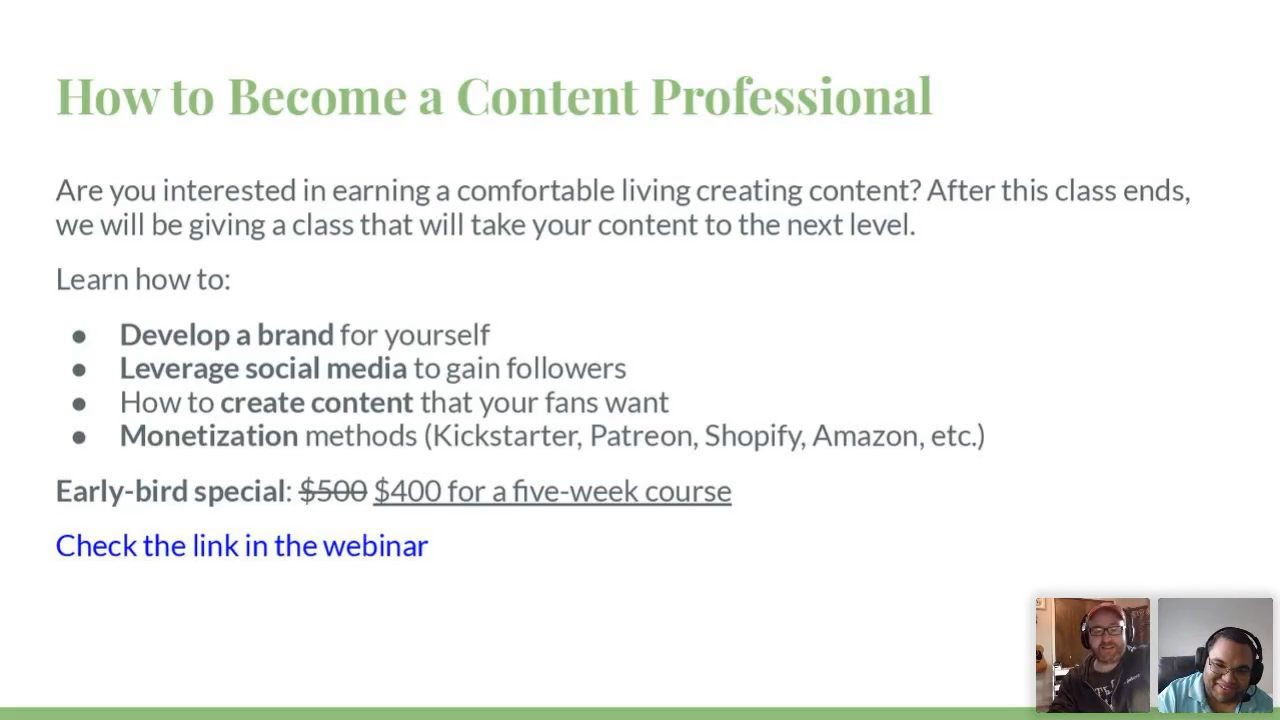 How to Become a Content Professional
Are you interested in earning a comfortable living creating content? After this class ends,
we will be giving a class that will take your content to the next level.
Learn how to:
● Develop a brand for yourself
● Leverage social media to gain followers
● How to create content that your fans want
● Monetization methods (Kickstarter, Patreon, Shopify, Amazon, etc.)
Early-bird special: $500 $400 for a five-week course
Check the link in the webinar